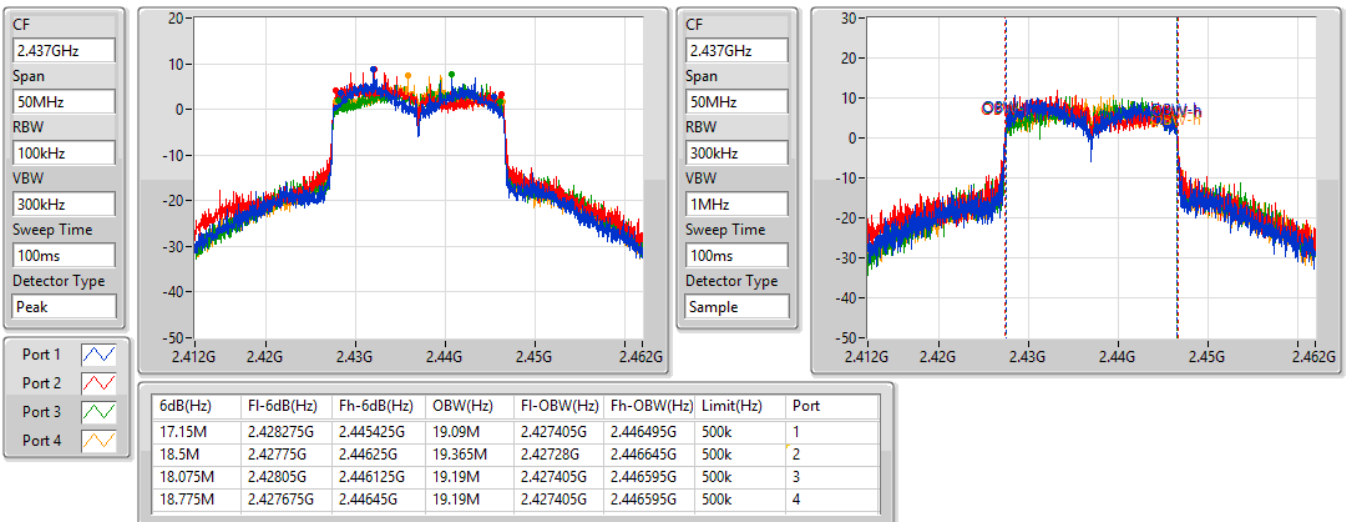 CF
2.437GHz
Span
50MHz
RBW
100kHz
VBW
300kHz
Sweep Time
100ms
Detector Type
Peak
20
10
0
-10
-20
-30
-40
-50
2.412G 2.42G 2.43G 2.44G 2.45G 2.462G
CF
2.437GHz
Span
50MHz
RBW
300kHz
VBW
1MHz
Sweep Time
100ms
Detector Type
Sample
30
20
10
0
-10
-20
-30
-40
-50
OBW-h
OBW-h
2.412G 2.42G 2.43G 2.44G 2.45G 2.462G
Port 1
Port 2
Port 3
Port 4
6dB(Hz) Fl-6dB(Hz) Fh-6dB(Hz) OBW(Hz) Fl-OBW(Hz) Fh-OBW(Hz) Limit(Hz) Port
17.15M 2.428275G 2.445425G 19.09M 2.427405G 2.446495G 500k 1
18.5M 2.42775G 2.44625G 19.365M 2.42728G 2.446645G 500k 2
18.075M 2.42805G 2.446125G 19.19M 2.427405G 2.446595G 500k 3
18.775M 2.427675G 2.44645G 19.19M 2.427405G 2.446595G 500k 4